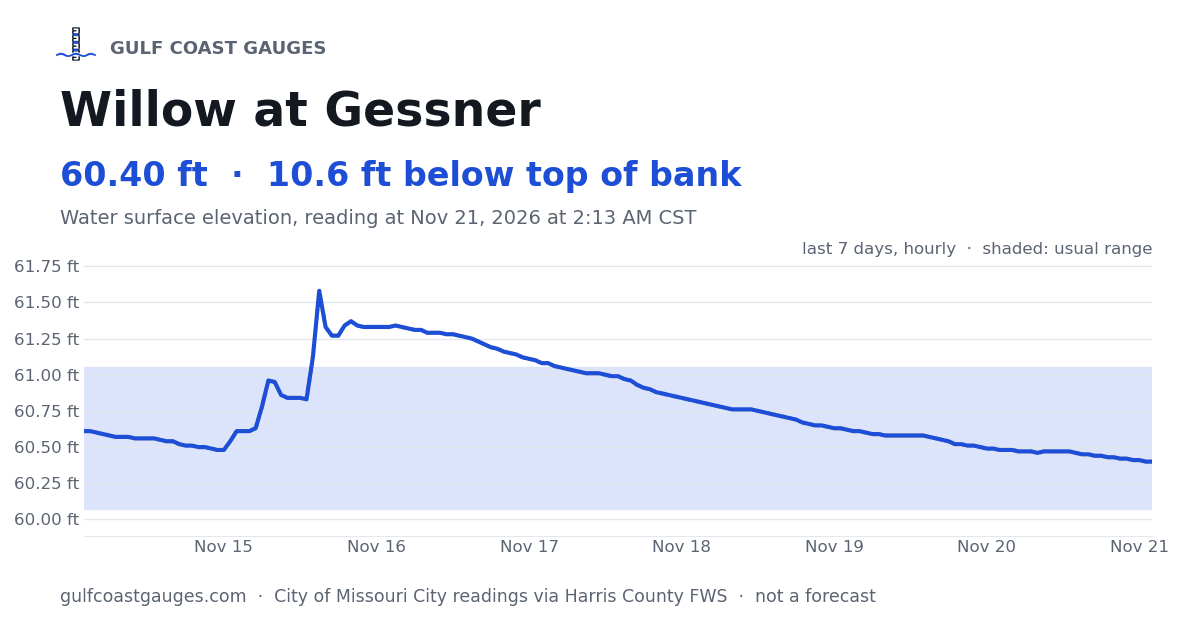 GULF COAST GAUGES
Willow at Gessner
60.40 ft · 10.6 ft below top of bank
Water surface elevation, reading at Nov 21, 2026 at 2:13 AM CST
last 7 days, hourly · shaded: usual range
61.75 ft
61.50 ft
61.25 ft
61.00 ft
60.75 ft
60.50 ft
60.25 ft
60.00 ft
Nov 15 Nov 16 Nov 17 Nov 18 Nov 19 Nov 20 Nov 21
gulfcoastgauges.com · City of Missouri City readings via Harris County FWS · not a forecast